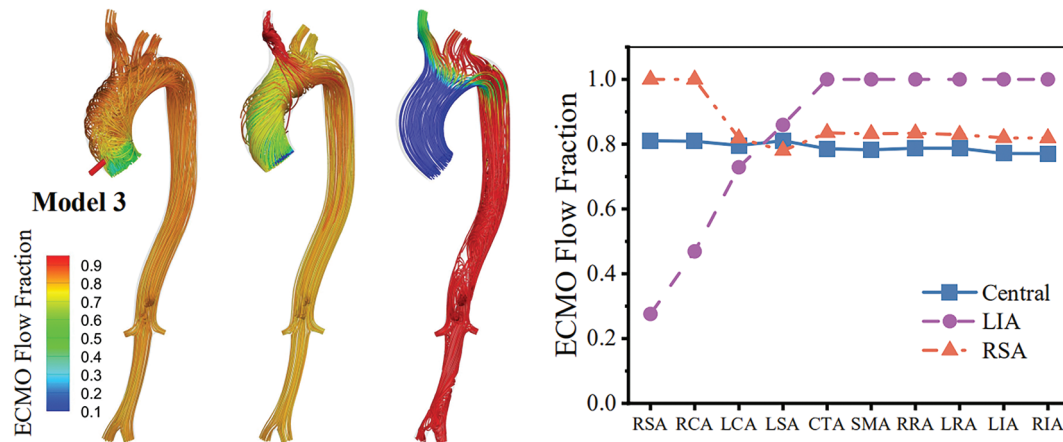 Model 3
ECMO Flow Fraction
0.9
0.8
0.7
0.6
0.5
0.4
0.3
0.2
0.1
ECMO Flow Fraction
1.0
0.8
0.6
0.4
0.2
0.0
Central
LIA
RSA
RSA RCA LCA LSA CTA SMA RRA LRA LIA RIA